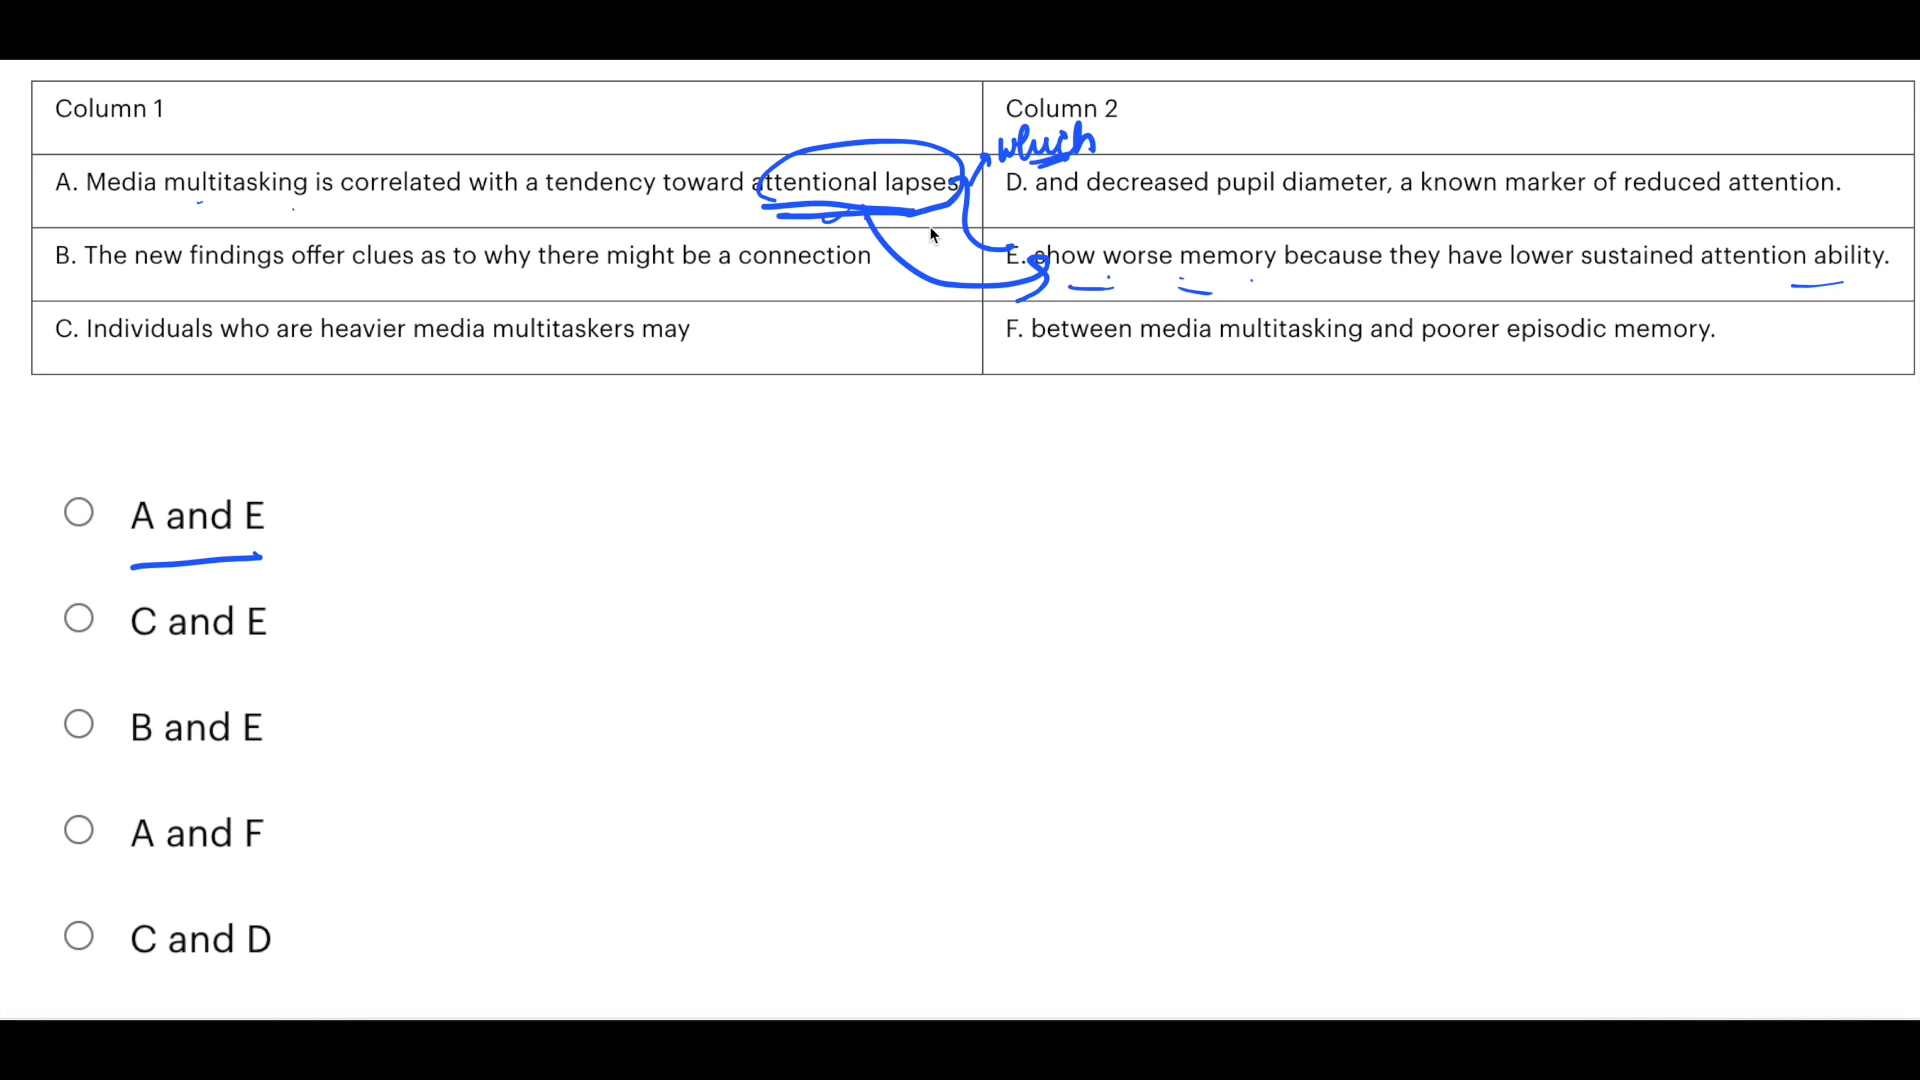 Column 1
Column 2
which
A. Media multitasking is correlated with a tendency toward attentional lapses
D. and decreased pupil diameter, a known marker of reduced attention.
B. The new findings offer clues as to why there might be a connection
E. show worse memory because they have lower sustained attention ability.
C. Individuals who are heavier media multitaskers may
F. between media multitasking and poorer episodic memory.
A and E
C and E
B and E
A and F
C and D